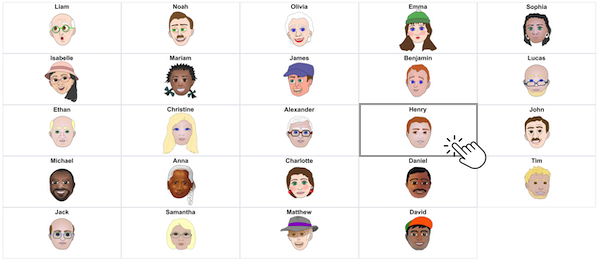 Liam
Noah
Olivia
Emma
Sophia
Isabelle
Mariam
James
Benjamin
Lucas
Ethan
Christine
Alexander
Henry
John
Michael
Anna
Charlotte
Daniel
Tim
Jack
Samantha
Matthew
David